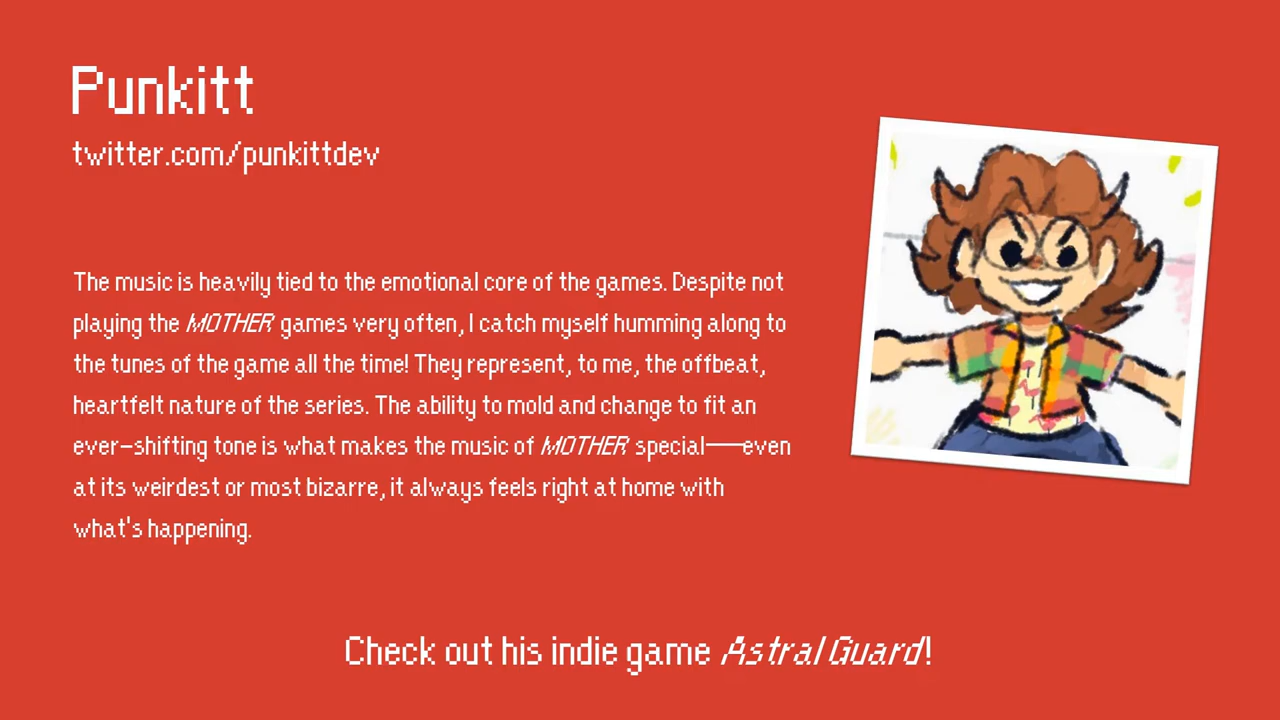 Punkitt
twitter.com/punkittdev
The music is heavily tied to the emotional core of the games. Despite not
playing the MOTHER games very often, I catch myself humming along to
the tunes of the game all the time! They represent, to me, the offbeat,
heartfelt nature of the series. The ability to mold and change to fit an
ever-shifting tone is what makes the music of MOTHER special——even
at its weirdest or most bizarre, it always feels right at home with
what's happening.
Check out his indie game Astral Guard!